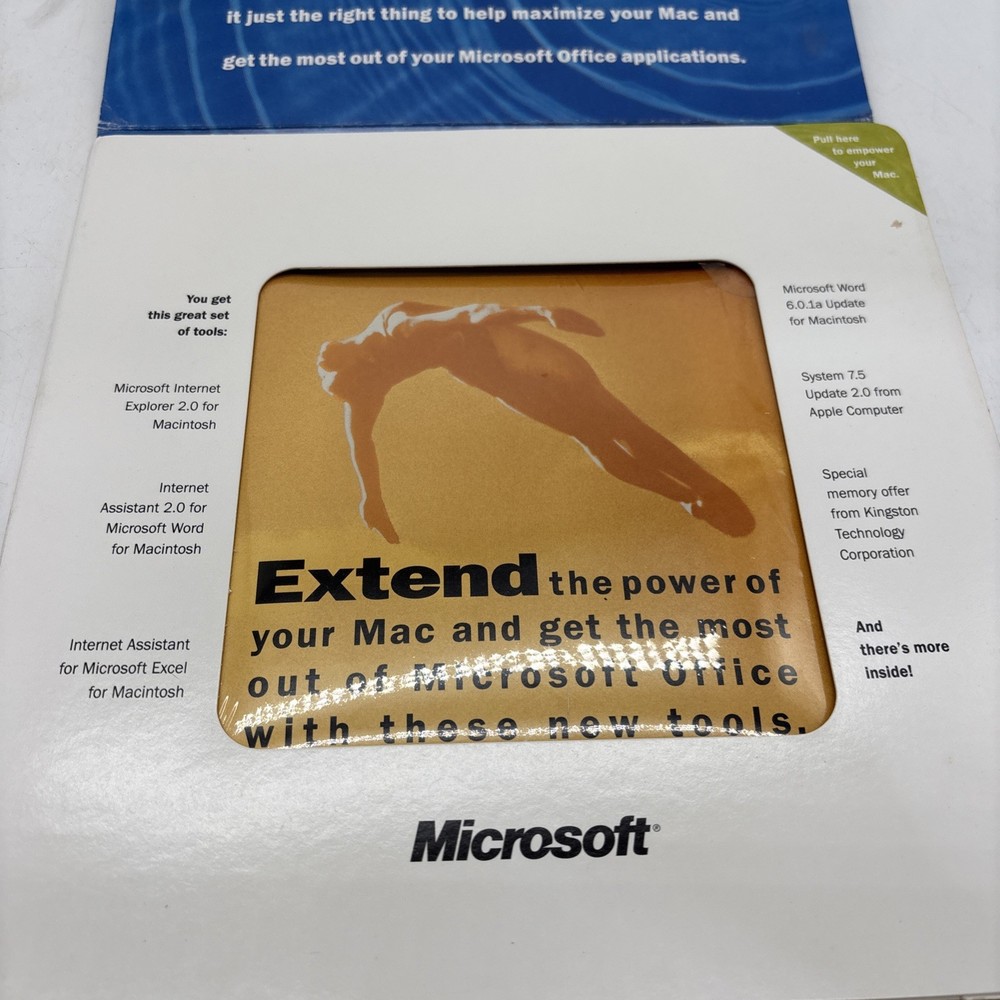 it just the right thing to help maximize your Mac and
get the most out of your Microsoft Office applications.
Pull here
to empower
your
Mac.
You get
this great set
of tools:
Microsoft Internet
Explorer 2.0 for
Macintosh
Internet
Assistant 2.0 for
Microsoft Word
for Macintosh
Internet Assistant
for Microsoft Excel
for Macintosh
Extend the power of
your Mac and get the most
out of Microsoft Office
with these new tools.
Microsoft Word
6.0.1a Update
for Macintosh
System 7.5
Update 2.0 from
Apple Computer
Special
memory offer
from Kingston
Technology
Corporation
And
there's more
inside!
Microsoft®